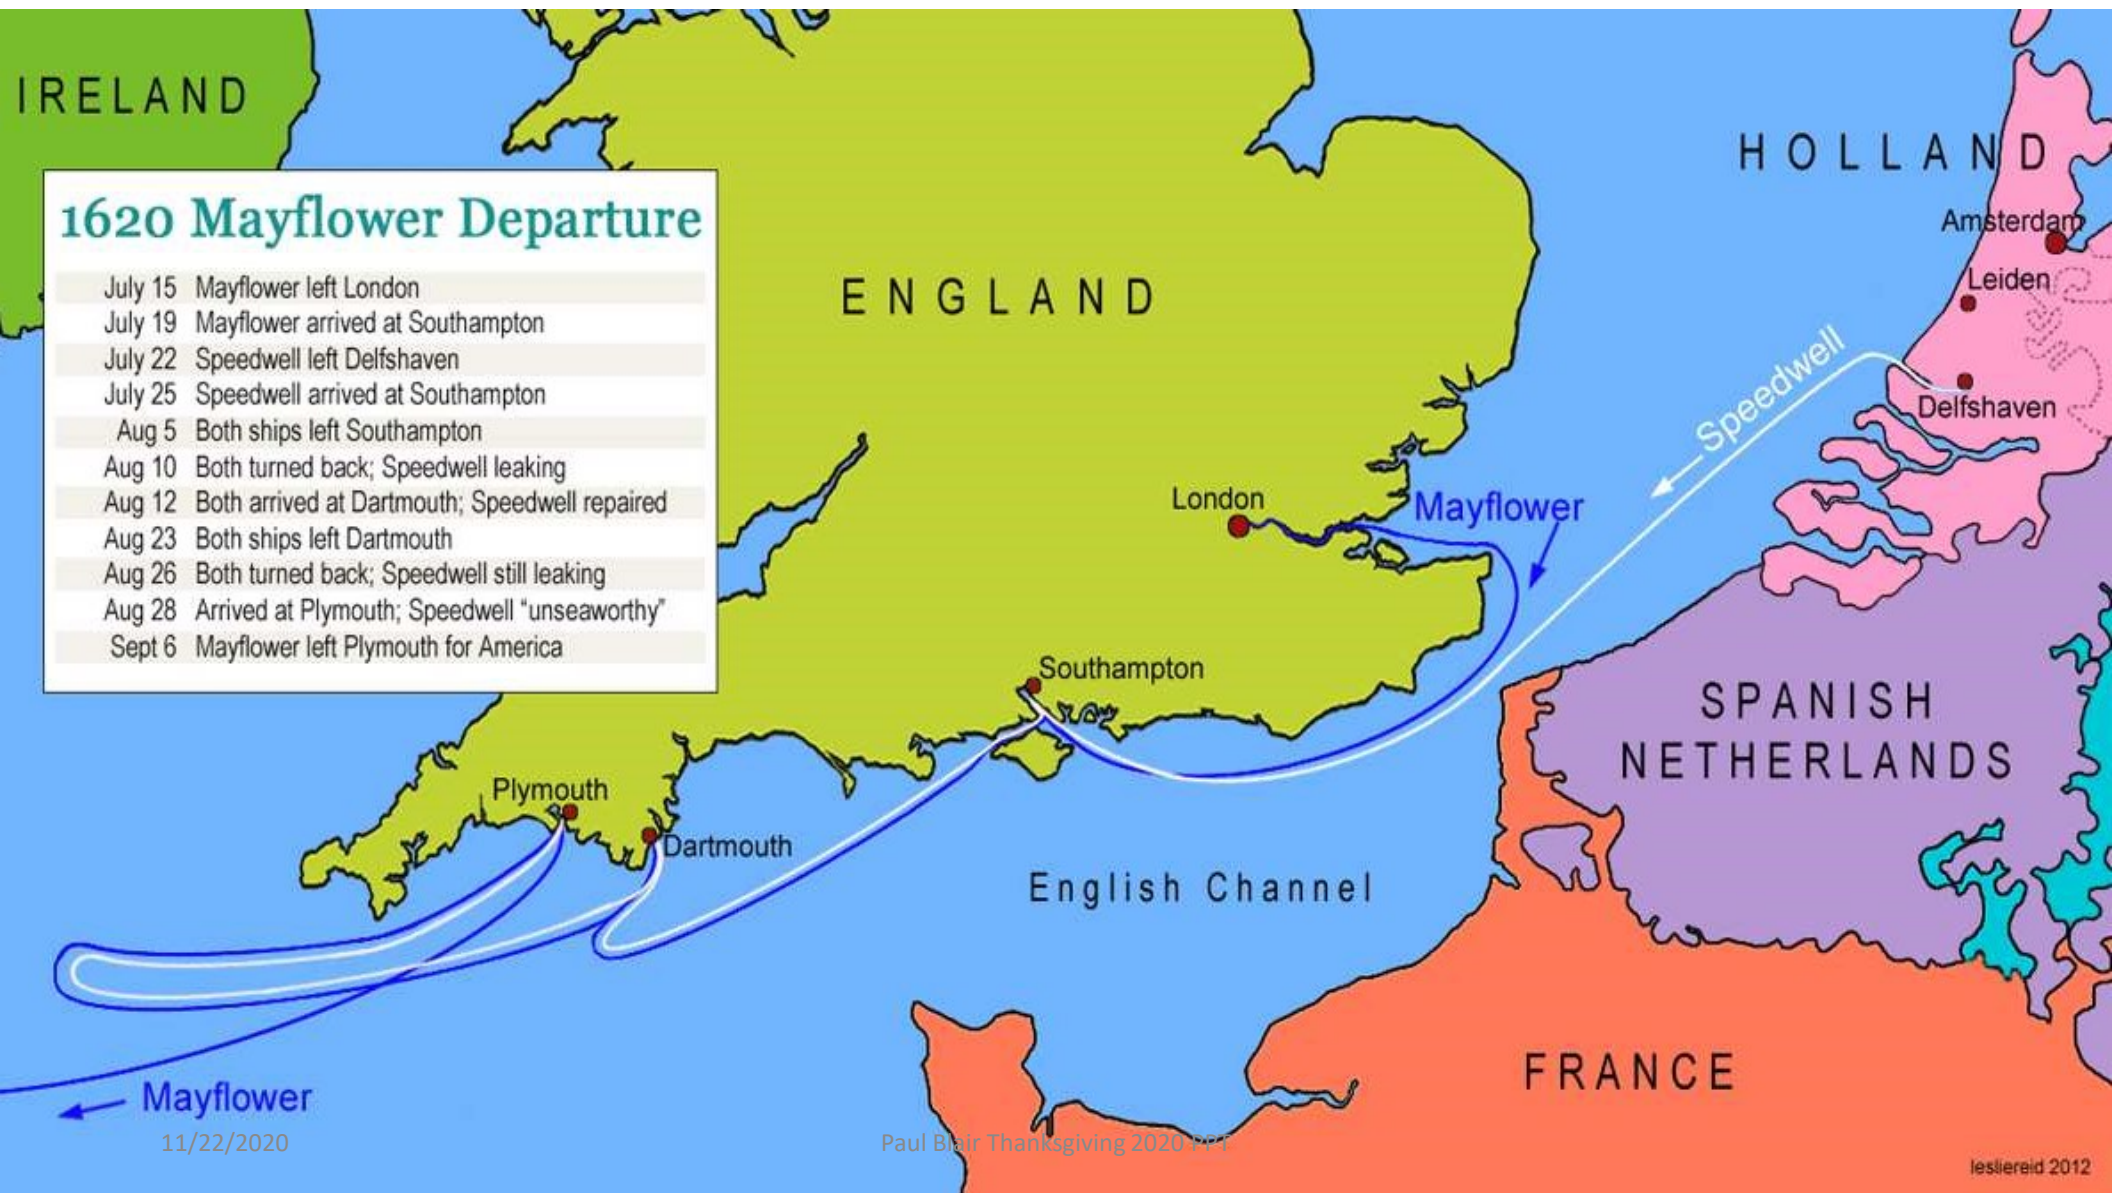 IRELAND
HOLLAND
1620 Mayflower Departure
July 15 Mayflower left London
July 19 Mayflower arrived at Southampton
July 22 Speedwell left Delfshaven
July 25 Speedwell arrived at Southampton
Aug 5 Both ships left Southampton
Aug 10 Both turned back; Speedwell leaking
Aug 12 Both arrived at Dartmouth; Speedwell repaired
Aug 23 Both ships left Dartmouth
Aug 26 Both turned back; Speedwell still leaking
Aug 28 Arrived at Plymouth; Speedwell “unseaworthy”
Sept 6 Mayflower left Plymouth for America
ENGLAND
Amsterdam
Leiden
Speedwell
Delfshaven
London
Mayflower
Southampton
SPANISH
NETHERLANDS
Plymouth
Dartmouth
English Channel
FRANCE
Mayflower
11/22/2020
Paul Blair Thanksgiving 2020 PPT
lesliereid 2012